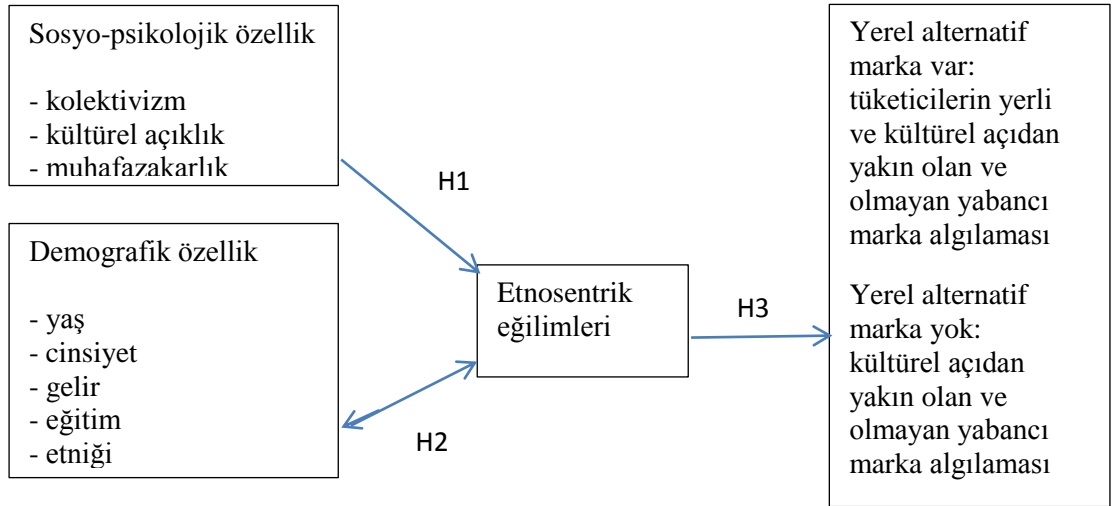 Sosyo-psikolojik özellik
- kolektivizm
- kültürel açıklık
- muhafazakarlık
Demografik özellik
- yaş
- cinsiyet
- gelir
- eğitim
- etniği
H1
H2
Etnosentrik
eğilimleri
H3
Yerel alternatif
marka var:
tüketicilerin yerli
ve kültürel açıdan
yakın olan ve
olmayan yabancı
marka algılaması
Yerel alternatif
marka yok:
kültürel açıdan
yakın olan ve
olmayan yabancı
marka algılaması